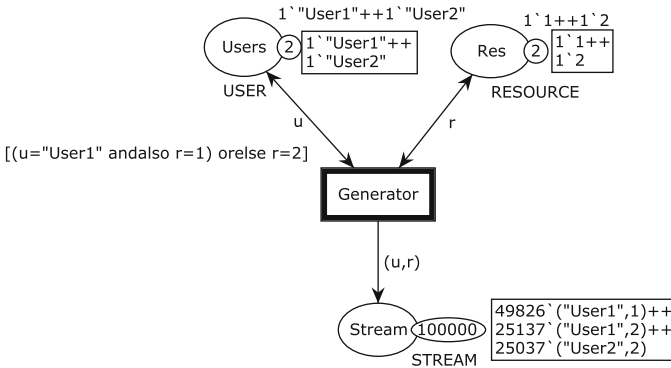 1`"User1"++1`"User2"
Users
2
1`"User1"++
1`"User2"
USER
1`1++1`2
Res
2
1`1++
1`2
RESOURCE
u
r
[(u="User1" andalso r=1) orelse r=2]
Generator
(u,r)
Stream
100000
STREAM
49826`("User1",1)++
25137`("User1",2)++
25037`("User2",2)